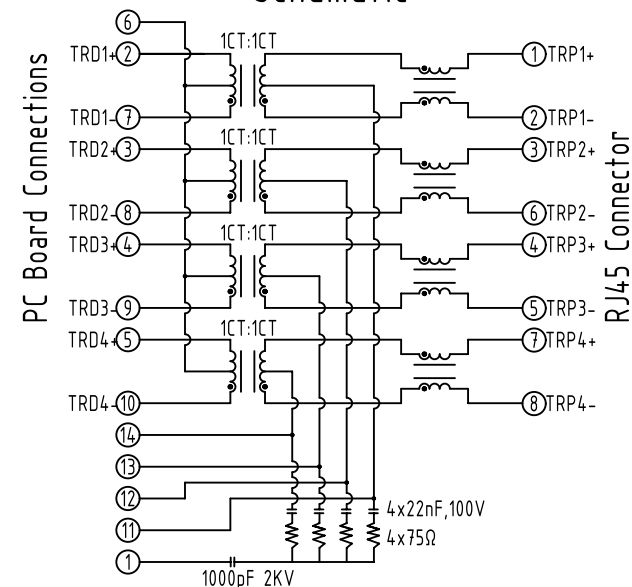 Schematic
PC Board Connections
RJ45 Connector
6
1CT:1CT
TRD1+ 2
1 TRP1+
TRD1- 7
2 TRP1-
1CT:1CT
TRD2+ 3
3 TRP2+
TRD2- 8
6 TRP2-
1CT:1CT
TRD3+ 4
4 TRP3+
TRD3- 9
5 TRP3-
1CT:1CT
TRD4+ 5
7 TRP4+
TRD4- 10
8 TRP4-
14
13
12
4x22nF,100V
11
4x75Ω
1
1000pF 2KV